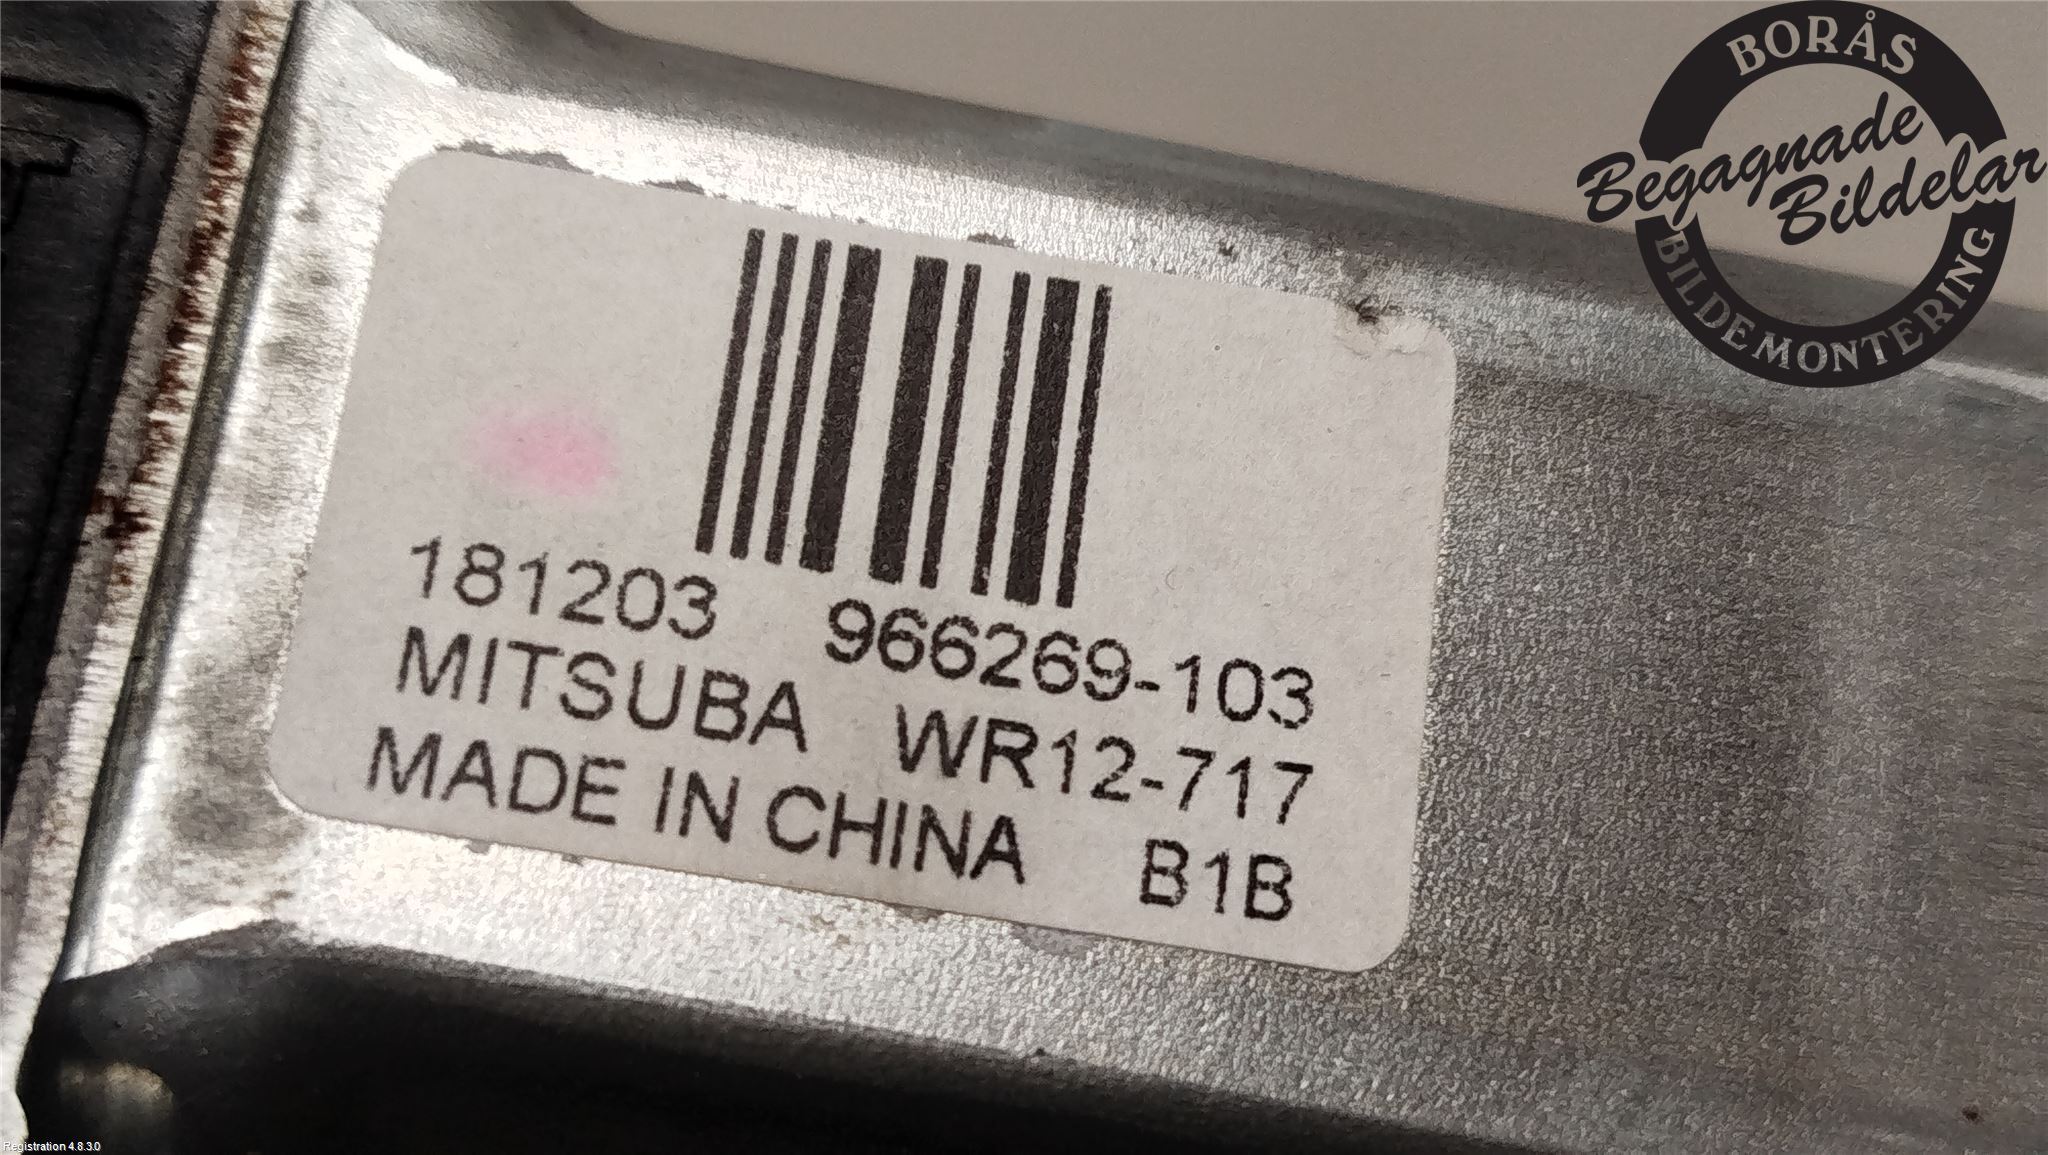 BORÅS
Begagnade
Bildelar
BILDEMONTERING
181203 966269-103
MITSUBA WR12-717
MADE IN CHINA B1B
Registration 4.8.3.0